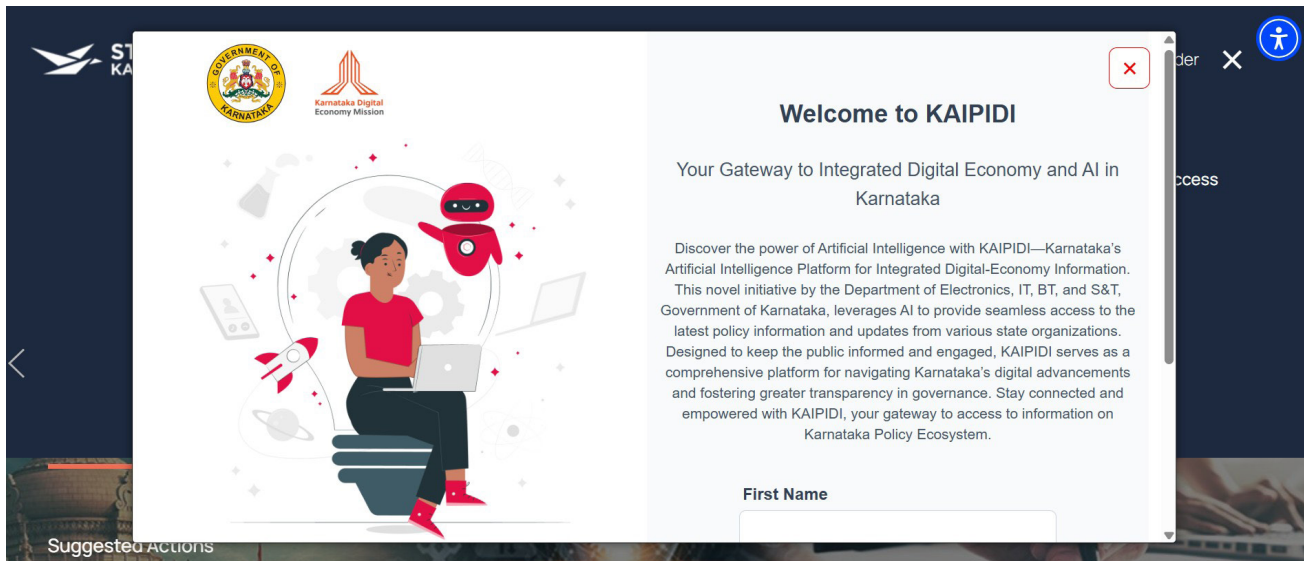 ST
KA
GOVERNMENT OF
KARNATAKA
Karnataka Digital
Economy Mission
der
ccess
Welcome to KAIPIDI
Your Gateway to Integrated Digital Economy and AI in
Karnataka
Discover the power of Artificial Intelligence with KAIPIDI—Karnataka's
Artificial Intelligence Platform for Integrated Digital-Economy Information.
This novel initiative by the Department of Electronics, IT, BT, and S&T,
Government of Karnataka, leverages AI to provide seamless access to the
latest policy information and updates from various state organizations.
Designed to keep the public informed and engaged, KAIPIDI serves as a
comprehensive platform for navigating Karnataka's digital advancements
and fostering greater transparency in governance. Stay connected and
empowered with KAIPIDI, your gateway to access to information on
Karnataka Policy Ecosystem.
First Name
Suggested Actions